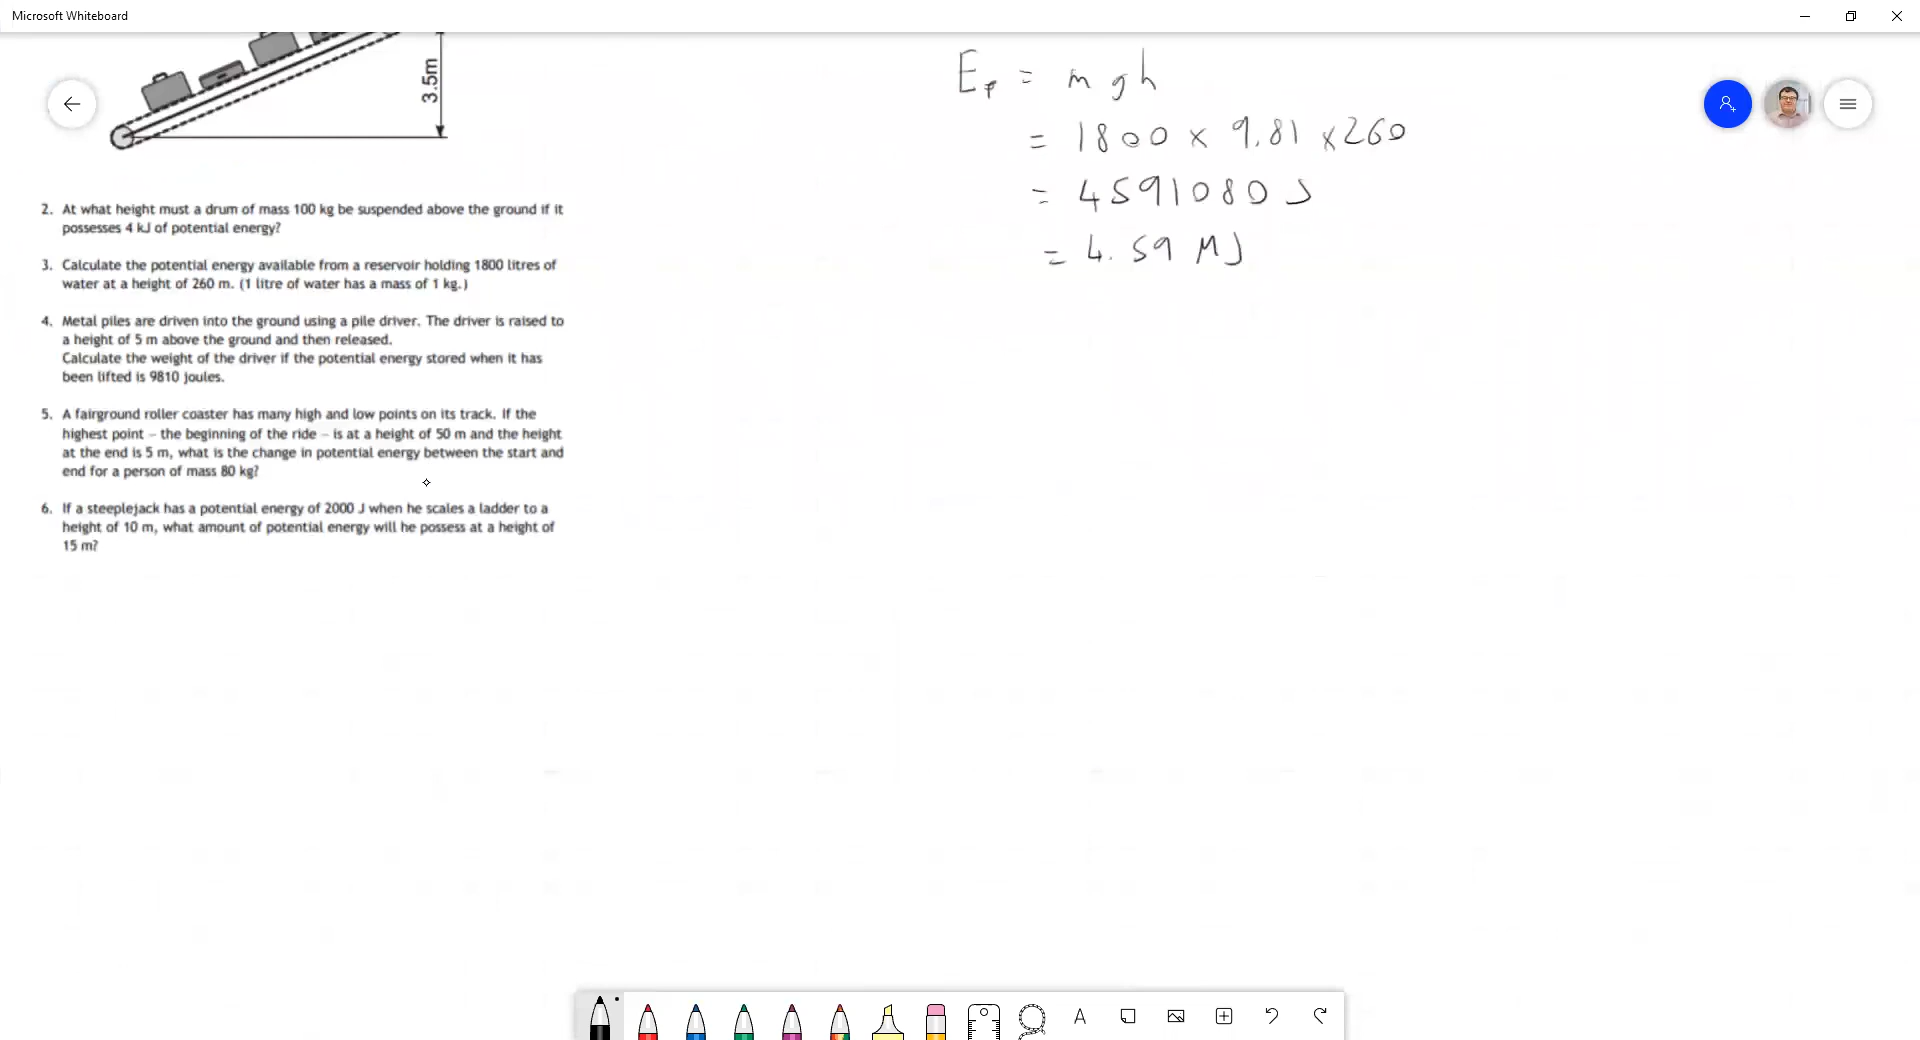 Microsoft Whiteboard
3.5m
2. At what height must a drum of mass 100 kg be suspended above the ground if it
possesses 4 kJ of potential energy?
3. Calculate the potential energy available from a reservoir holding 1800 litres of
water at a height of 260 m. (1 litre of water has a mass of 1 kg.)
4. Metal piles are driven into the ground using a pile driver. The driver is raised to
a height of 5 m above the ground and then released.
Calculate the weight of the driver if the potential energy stored when it has
been lifted is 9810 joules.
5. A fairground roller coaster has many high and low points on its track. If the
highest point – the beginning of the ride – is at a height of 50 m and the height
at the end is 5 m, what is the change in potential energy between the start and
end for a person of mass 80 kg?
6. If a steeplejack has a potential energy of 2000 J when he scales a ladder to a
height of 10 m, what amount of potential energy will he possess at a height of
15 m?
Ep = mgh
= 1800 × 9.81 × 260
= 4591080 J
= 4.59 MJ
A